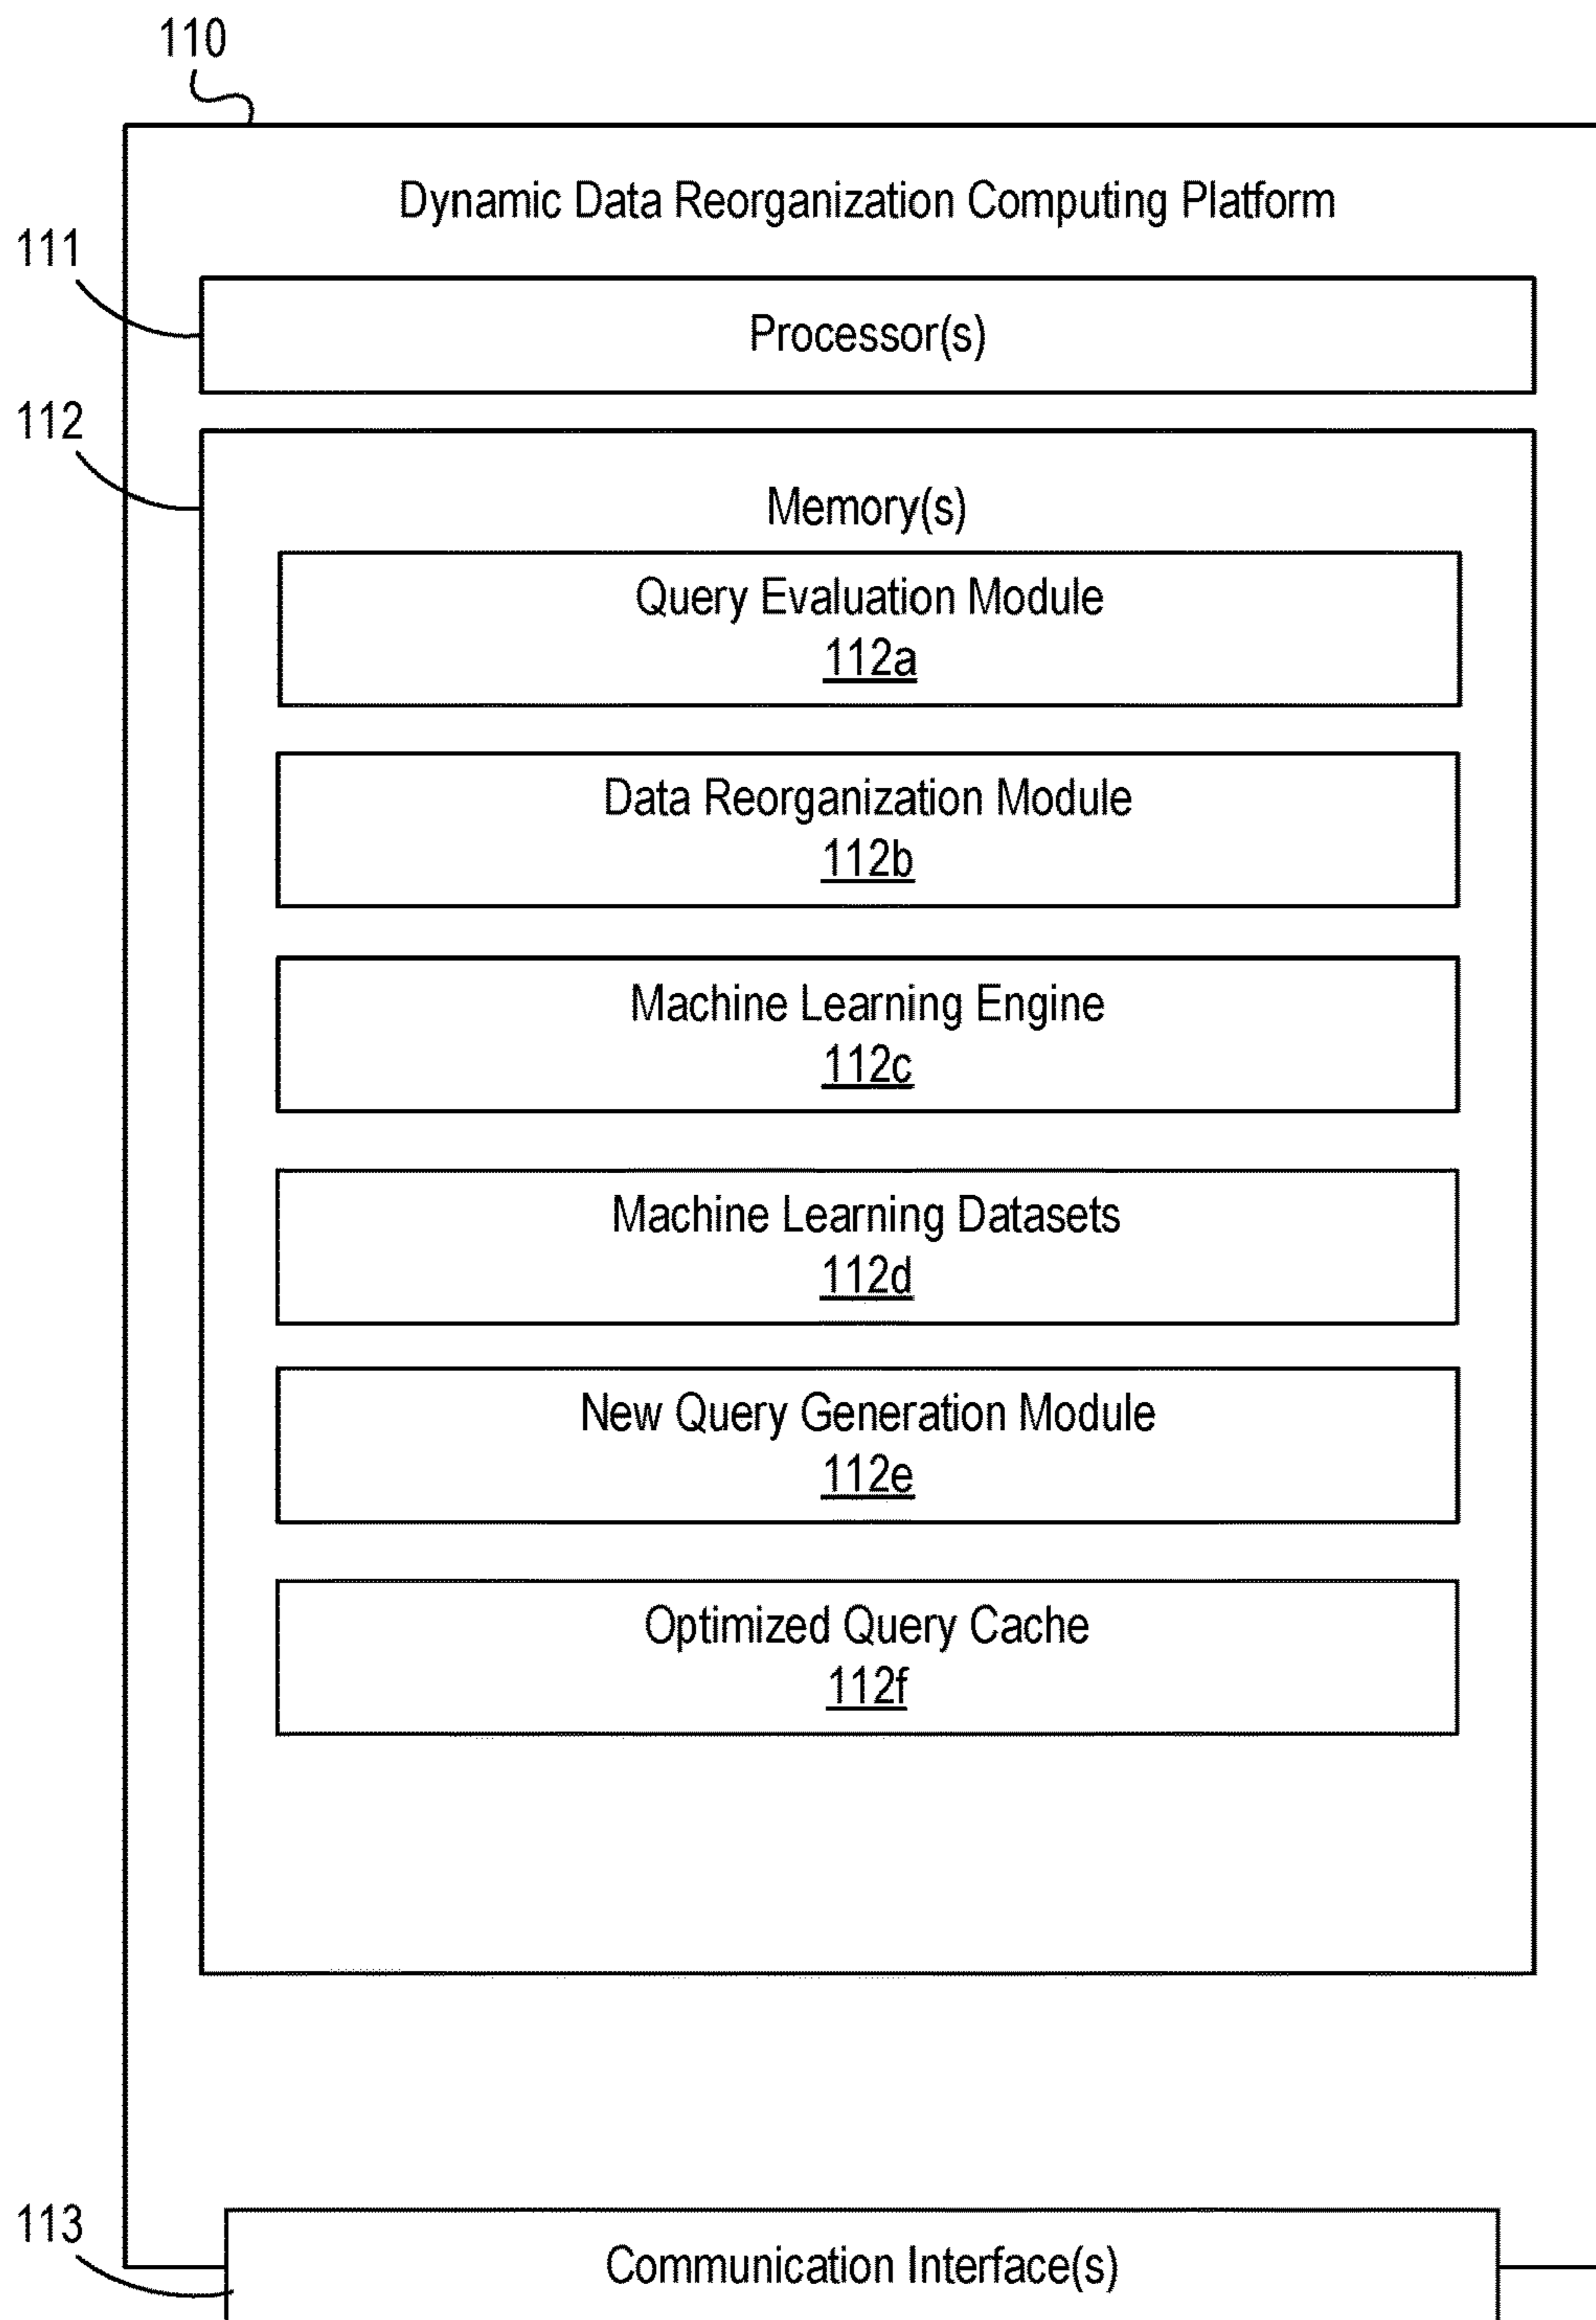 110
Dynamic Data Reorganization Computing Platform
111
Processor(s)
112
Memory(s)
Query Evaluation Module
112a
Data Reorganization Module
112b
Machine Learning Engine
112c
Machine Learning Datasets
112d
New Query Generation Module
112e
Optimized Query Cache
112f
113
Communication Interface(s)